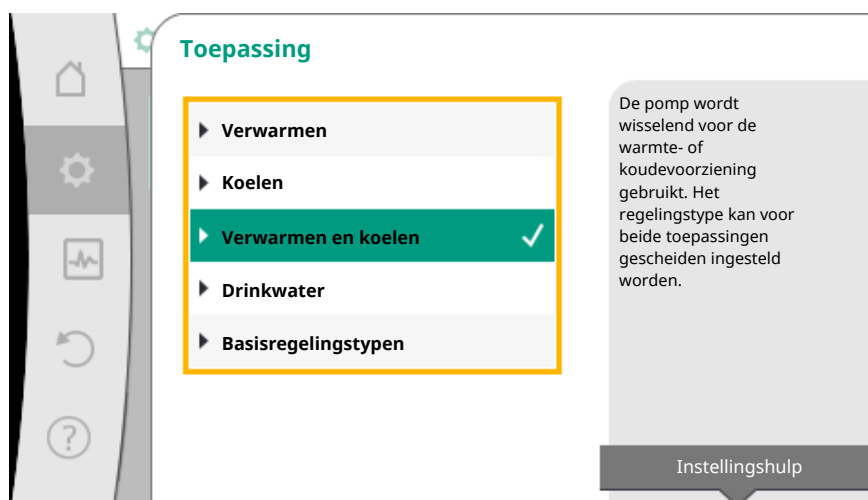 Toepassing
Verwarmen
Koelen
Verwarmen en koelen
Drinkwater
Basisregelingstypen
De pomp wordt
wisselend voor de
warmte- of
koudevoorziening
gebruikt. Het
regelingstype kan voor
beide toepassingen
gescheiden ingesteld
worden.
Instellingshulp
?